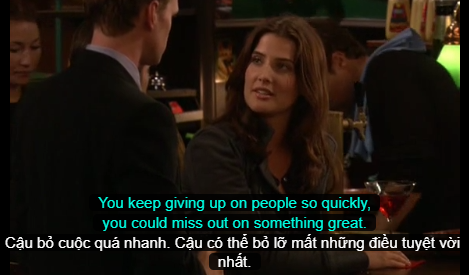 You keep giving up on people so quickly,
you could miss out on something great.
Cậu bỏ cuộc quá nhanh. Cậu có thể bỏ lỡ mất những điều tuyệt vời
nhất.